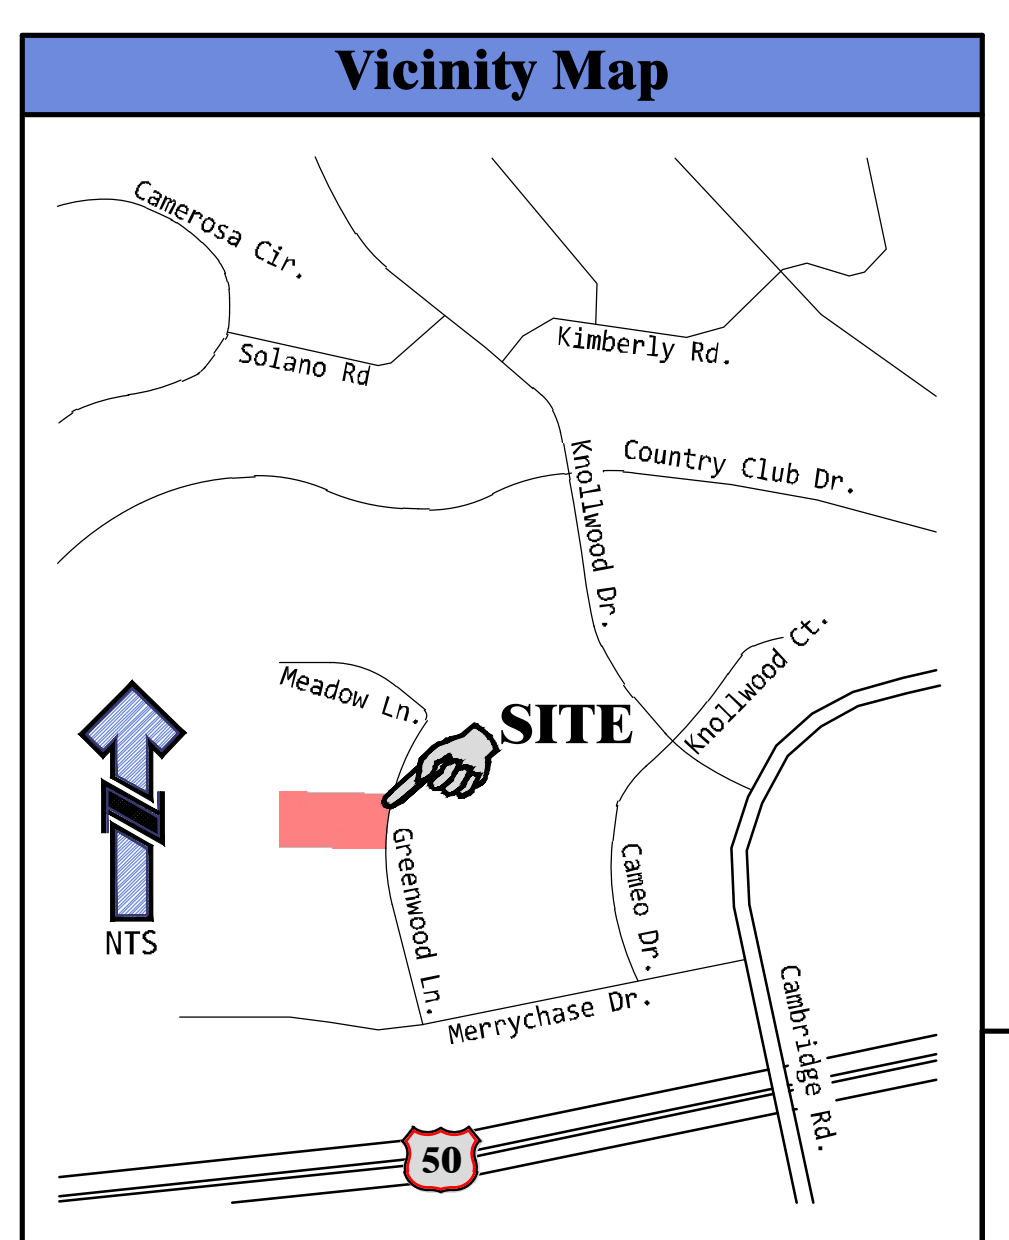 Vicinity Map
Camerosa Cir.
Solano Rd
Kimberly Rd.
Country Club Dr.
Knollwood Dr.
Knollwood Ct.
Meadow Ln.
SITE
Greenwood Ln.
Cameo Dr.
NTS
Merrychase Dr.
Cambridge Rd.
50